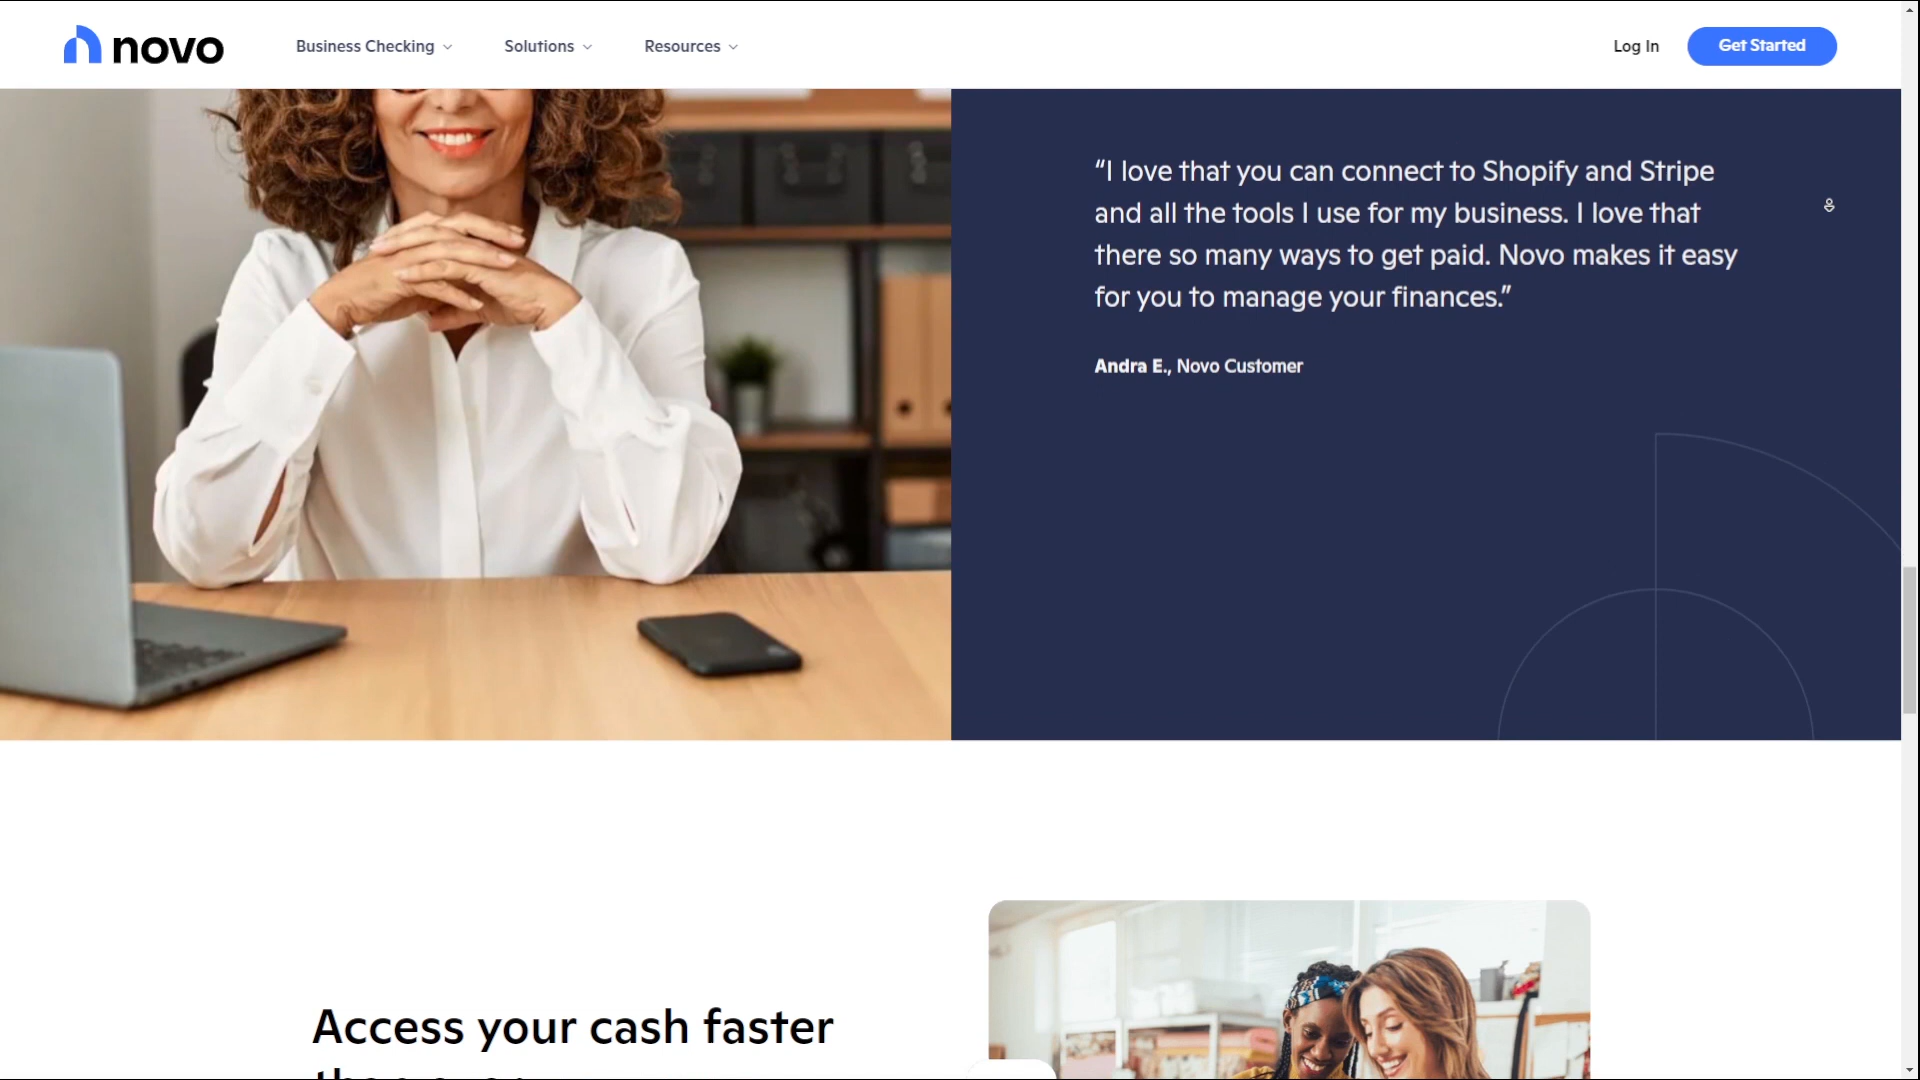 novo
Business Checking
Solutions
Resources
Log In
Get Started
“I love that you can connect to Shopify and Stripe
and all the tools I use for my business. I love that
there so many ways to get paid. Novo makes it easy
for you to manage your finances.”
Andra E., Novo Customer
Access your cash faster